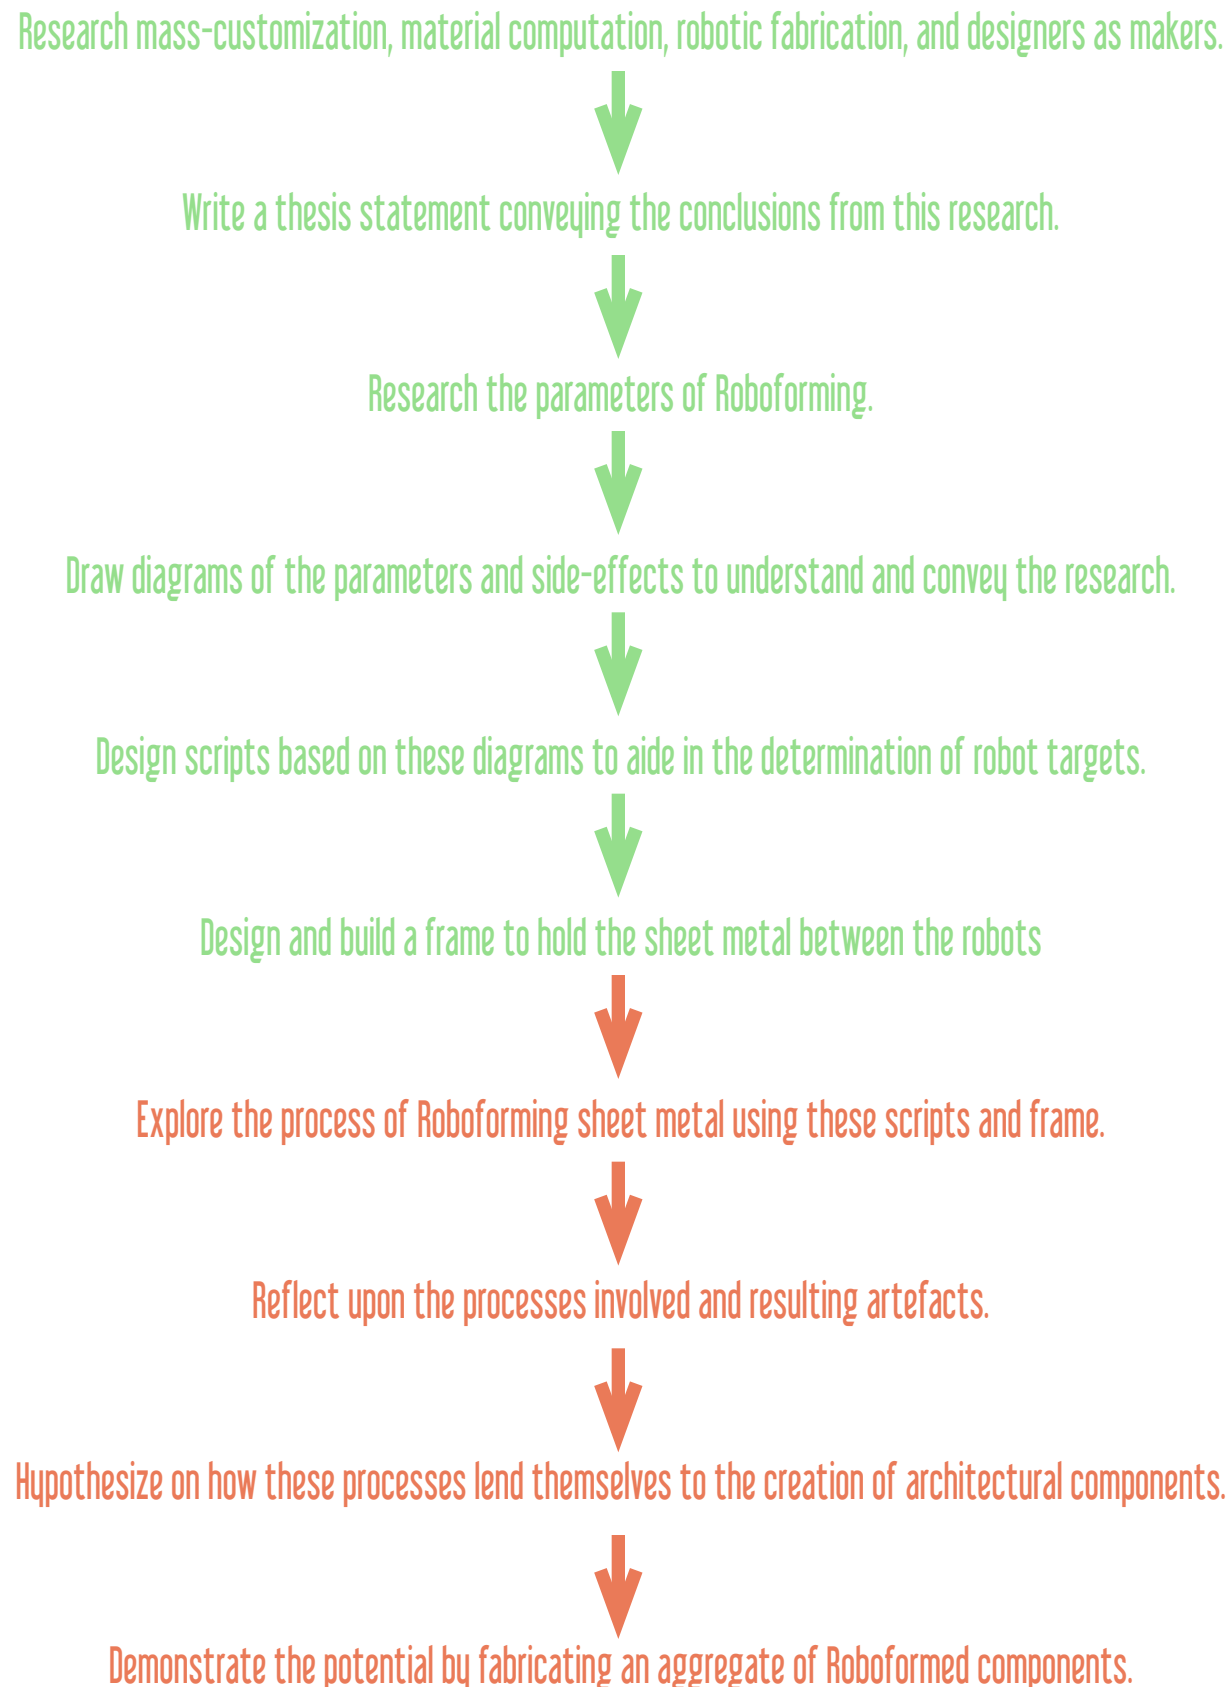 Research mass-customization, material computation, robotic fabrication, and designers as makers.
Write a thesis statement conveying the conclusions from this research.
Research the parameters of Roboforming.
Draw diagrams of the parameters and side-effects to understand and convey the research.
Design scripts based on these diagrams to aide in the determination of robot targets.
Design and build a frame to hold the sheet metal between the robots
Explore the process of Roboforming sheet metal using these scripts and frame.
Reflect upon the processes involved and resulting artefacts.
Hypothesize on how these processes lend themselves to the creation of architectural components.
Demonstrate the potential by fabricating an aggregate of Roboformed components.